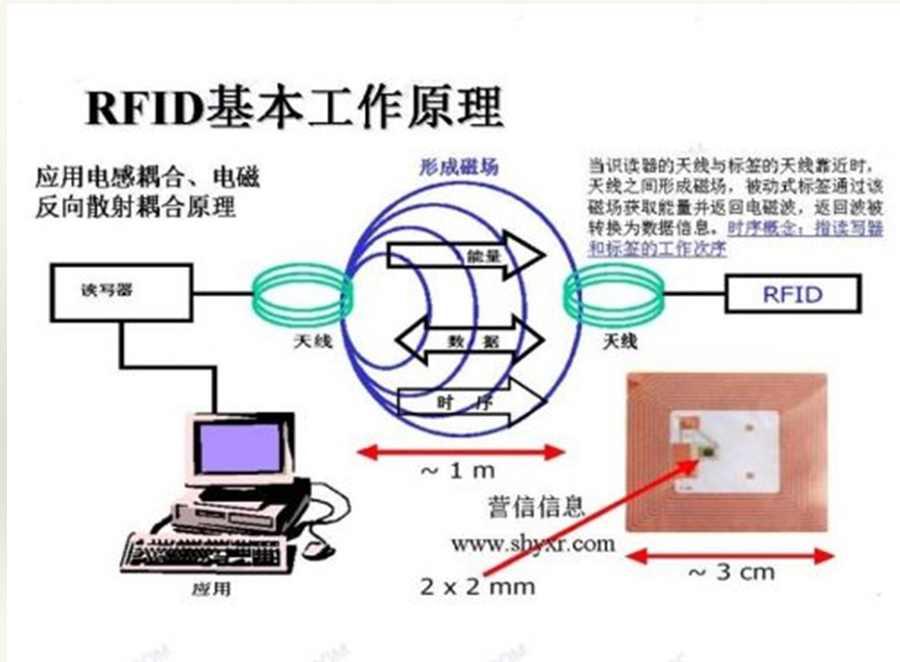 RFID基本工作原理
应用电感耦合、电磁
反向散射耦合原理
形成磁场
当识读器的天线与标签的天线靠近时，
天线之间形成磁场，被动式标签通过该
磁场获取能量并返回电磁波，返回波被
转换为数据信息。时序概念：指读写器
和标签的工作次序
能量
读写器
RFID
天线
数 据
天线
时 序
~ 1 m
营信信息
www.shyxr.com
2 x 2 mm
~ 3 cm
应用